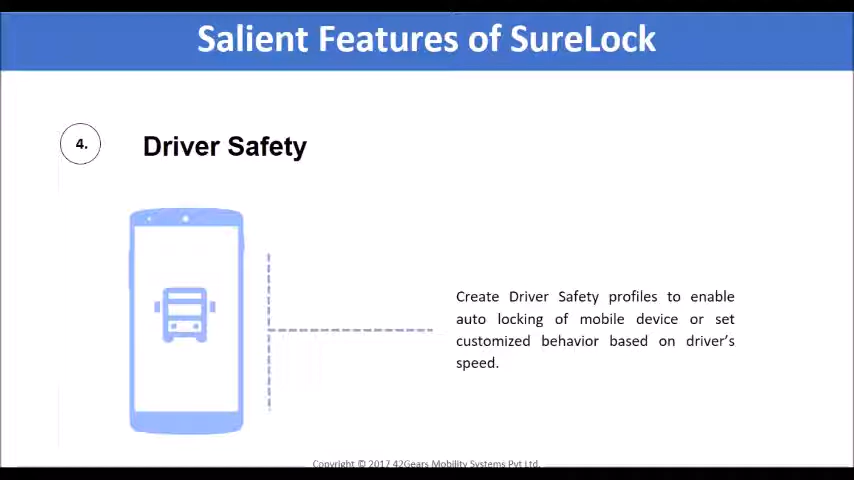 Salient Features of SureLock
4.
Driver Safety
Create Driver Safety profiles to enable
auto locking of mobile device or set
customized behavior based on driver's
speed.
Copyright © 2017 42Gears Mobility Systems Pvt Ltd.